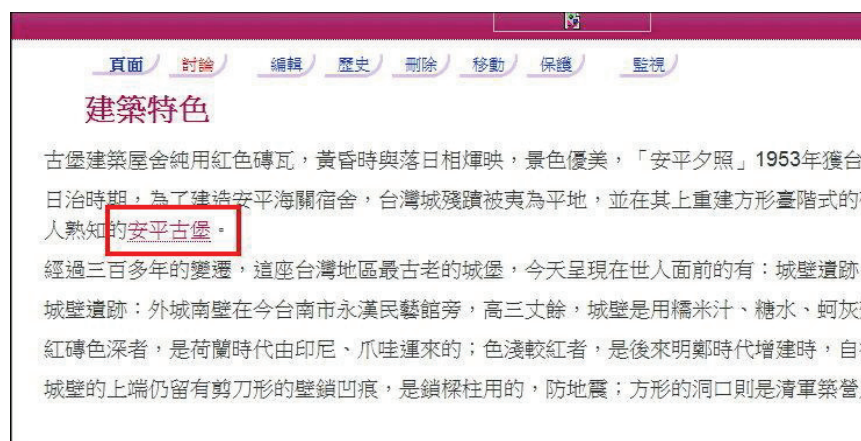 頁面 討論 編輯 歷史 刪除 移動 保護 監視
建築特色
古堡建築屋舍純用紅色磚瓦，黃昏時與落日相煇映，景色優美，「安平夕照」1953年獲台
日治時期，為了建造安平海關宿舍，台灣城殘蹟被夷為平地，並在其上重建方形臺階式的
人熟知的安平古堡。
經過三百多年的變遷，這座台灣地區最古老的城堡，今天呈現在世人面前的有：城壁遺跡
城壁遺跡：外城南壁在今台南市永漢民藝館旁，高三丈餘，城壁是用糯米汁、糖水、蚵灰
紅磚色深者，是荷蘭時代由印尼、爪哇運來的；色淺較紅者，是後來明鄭時代增建時，自
城壁的上端仍留有剪刀形的壁鎖凹痕，是鎖樑柱用的，防地震；方形的洞口則是清軍築營